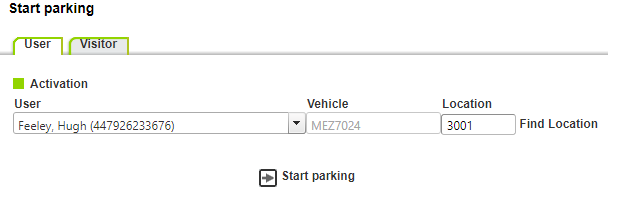 Start parking
User Visitor
Activation
User Vehicle Location
Feeley, Hugh (447926233676) MEZ7024 3001 Find Location
Start parking